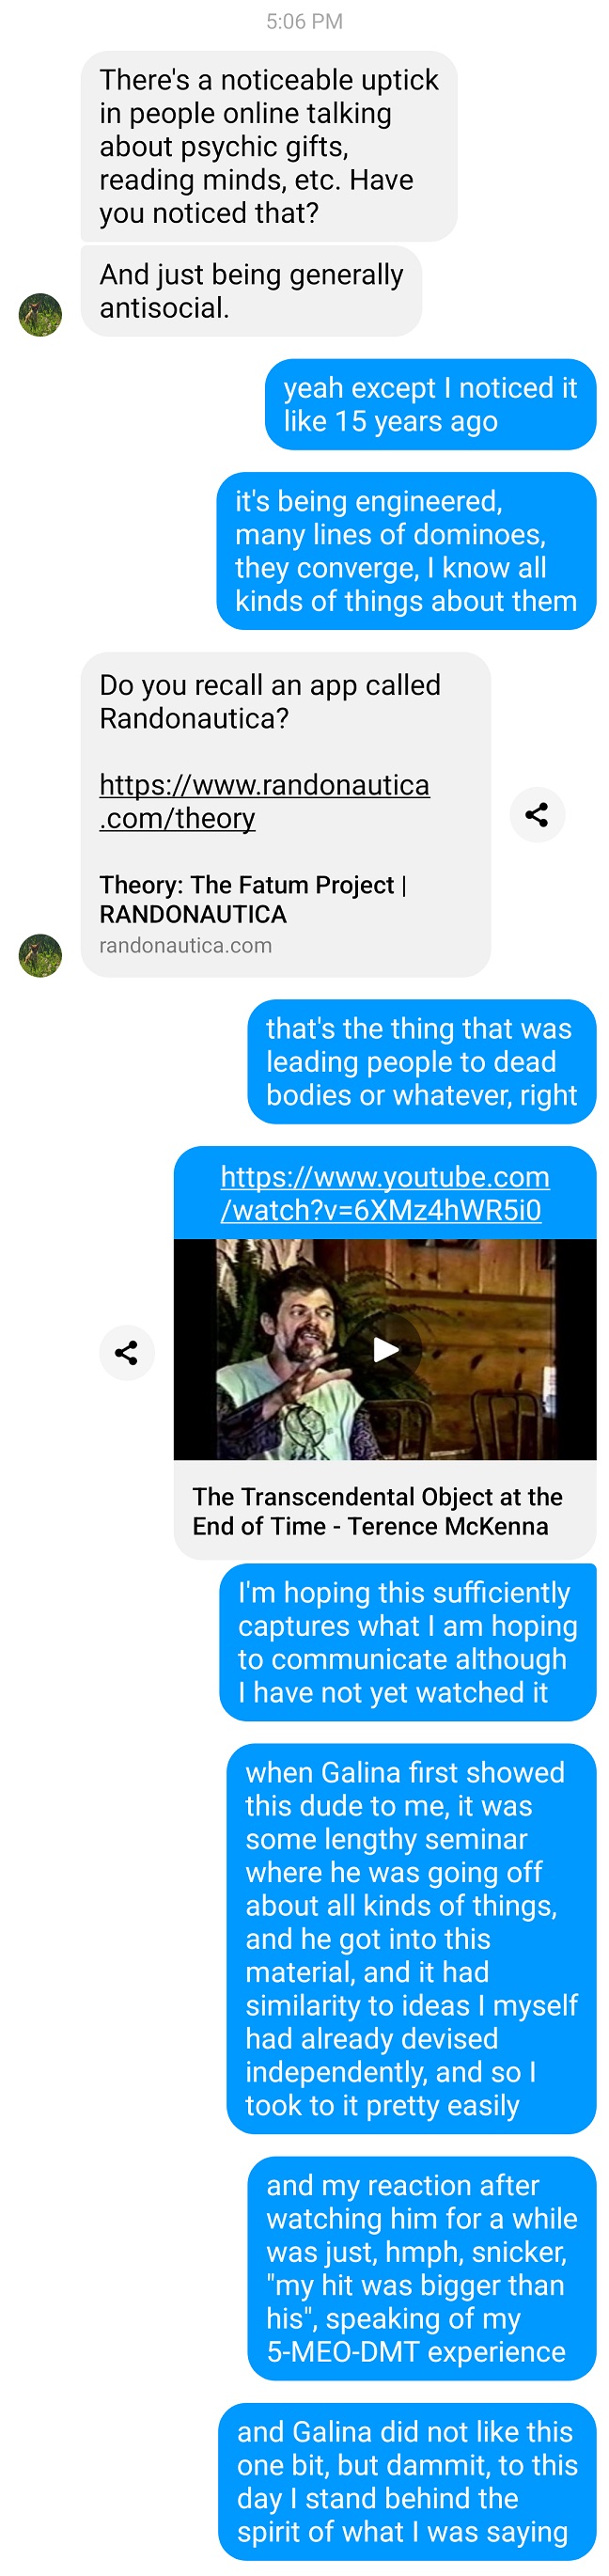 5:06 PM
There's a noticeable uptick
in people online talking
about psychic gifts,
reading minds, etc. Have
you noticed that?
And just being generally
antisocial.
yeah except I noticed it
like 15 years ago
it's being engineered,
many lines of dominoes,
they converge, I know all
kinds of things about them
Do you recall an app called
Randonautica?
https://www.randonautica
.com/theory
Theory: The Fatum Project |
RANDONAUTICA
randonautica.com
that's the thing that was
leading people to dead
bodies or whatever, right
https://www.youtube.com
/watch?v=6XMz4hWR5i0
The Transcendental Object at the
End of Time - Terence McKenna
I'm hoping this sufficiently
captures what I am hoping
to communicate although
I have not yet watched it
when Galina first showed
this dude to me, it was
some lengthy seminar
where he was going off
about all kinds of things,
and he got into this
material, and it had
similarity to ideas I myself
had already devised
independently, and so I
took to it pretty easily
and my reaction after
watching him for a while
was just, hmph, snicker,
"my hit was bigger than
his", speaking of my
5-MEO-DMT experience
and Galina did not like this
one bit, but dammit, to this
day I stand behind the
spirit of what I was saying